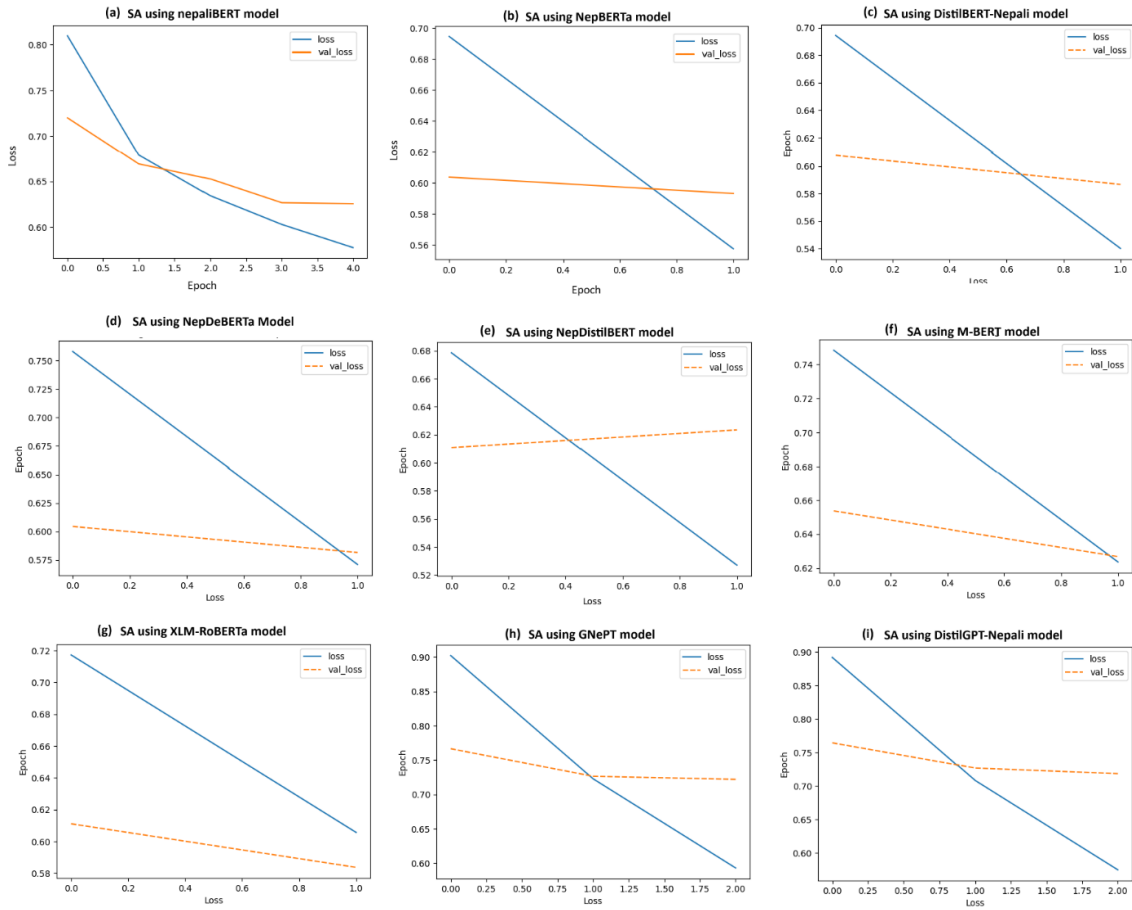 (a) SA using nepaliBERT model
loss
val_loss
0.80
0.75
0.70
0.65
0.60
Loss
0.0 0.5 1.0 1.5 2.0 2.5 3.0 3.5 4.0
Epoch
(b) SA using NepBERTa model
loss
val_loss
0.70
0.68
0.66
0.64
0.62
0.60
0.58
0.56
Loss
0.0 0.2 0.4 0.6 0.8 1.0
Epoch
(c) SA using DistilBERT-Nepali model
loss
val_loss
0.70
0.68
0.66
0.64
0.62
0.60
0.58
0.56
0.54
Epoch
0.0 0.2 0.4 0.6 0.8 1.0
Loss
(d) SA using NepDeBERTa Model
loss
val_loss
0.750
0.725
0.700
0.675
0.650
0.625
0.600
0.575
Epoch
0.0 0.2 0.4 0.6 0.8 1.0
Loss
(e) SA using NepDistilBERT model
loss
val_loss
0.68
0.66
0.64
0.62
0.60
0.58
0.56
0.54
0.52
Epoch
0.0 0.2 0.4 0.6 0.8 1.0
Loss
(f) SA using M-BERT model
loss
val_loss
0.74
0.72
0.70
0.68
0.66
0.64
0.62
Epoch
0.0 0.2 0.4 0.6 0.8 1.0
Loss
(g) SA using XLM-RoBERTa model
loss
val_loss
0.72
0.70
0.68
0.66
0.64
0.62
0.60
0.58
Epoch
0.0 0.2 0.4 0.6 0.8 1.0
Loss
(h) SA using GNePT model
loss
val_loss
0.90
0.85
0.80
0.75
0.70
0.65
0.60
Epoch
0.00 0.25 0.50 0.75 1.00 1.25 1.50 1.75 2.00
Loss
(i) SA using DistilGPT-Nepali model
loss
val_loss
0.90
0.85
0.80
0.75
0.70
0.65
0.60
Epoch
0.00 0.25 0.50 0.75 1.00 1.25 1.50 1.75 2.00
Loss